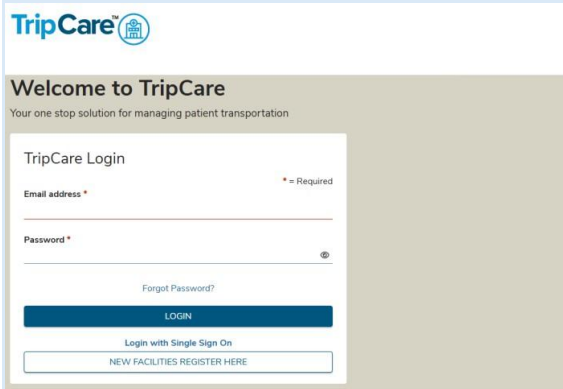 TripCare™
Welcome to TripCare
Your one stop solution for managing patient transportation
TripCare Login
* = Required
Email address *
Password *
Forgot Password?
LOGIN
Login with Single Sign On
NEW FACILITIES REGISTER HERE